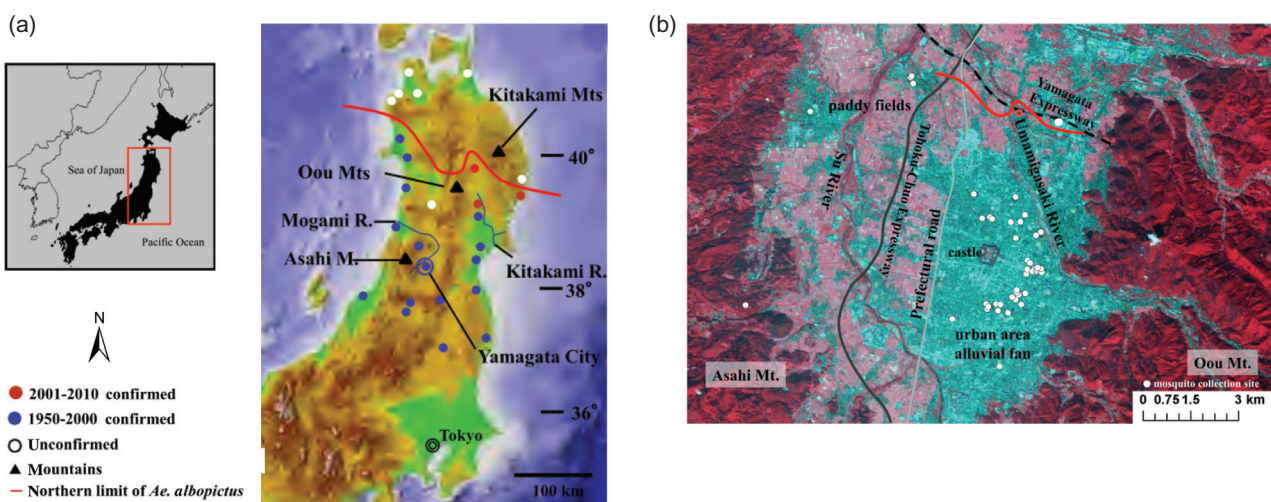 (a)
Sea of Japan
Pacific Ocean
N
2001-2010 confirmed
1950-2000 confirmed
Unconfirmed
Mountains
Northern limit of Ae. albopictus
Kitakami Mts
40°
Oou Mts
Mogami R.
Asahi M.
Kitakami R.
38°
Yamagata City
36°
Tokyo
100 km
(b)
paddy fields
Su River
Tohoku-Chuo Expressway
Prefectural road
Yamagata
Expressway
Umamigasaki River
castle
urban area
alluvial fan
Asahi Mt.
Oou Mt.
mosquito collection site
0 0.75 1.5 3 km